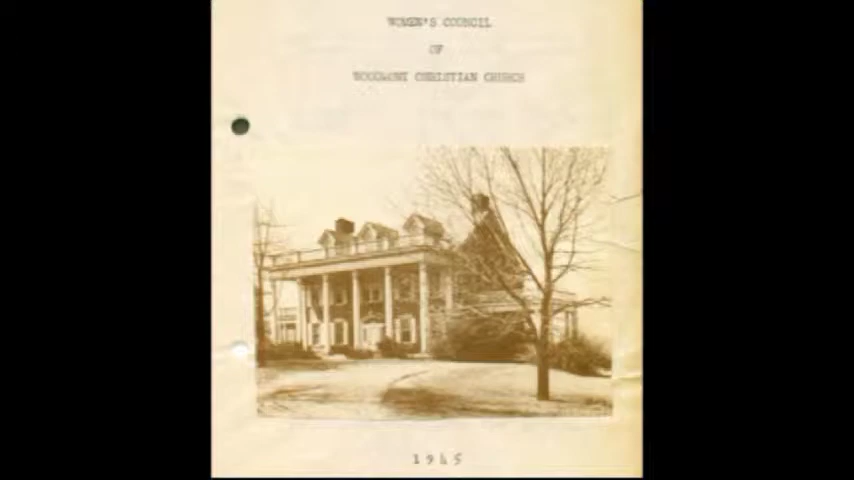 WOMEN'S COUNCIL
OF
WOODMONT CHRISTIAN CHURCH
1945